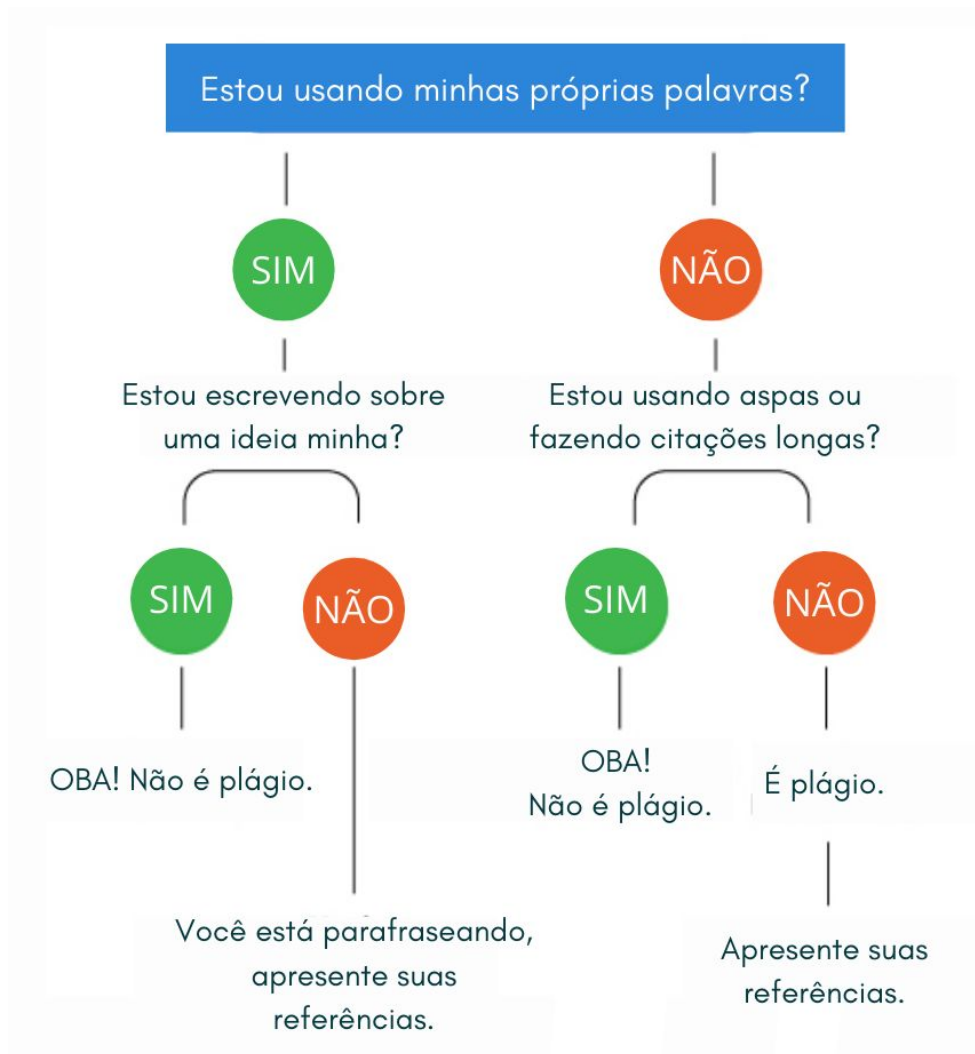 Estou usando minhas próprias palavras?
SIM
NÃO
Estou escrevendo sobre
uma ideia minha?
Estou usando aspas ou
fazendo citações longas?
SIM
NÃO
SIM
NÃO
OBA! Não é plágio.
OBA!
Não é plágio.
É plágio.
Você está parafraseando,
apresente suas
referências.
Apresente suas
referências.